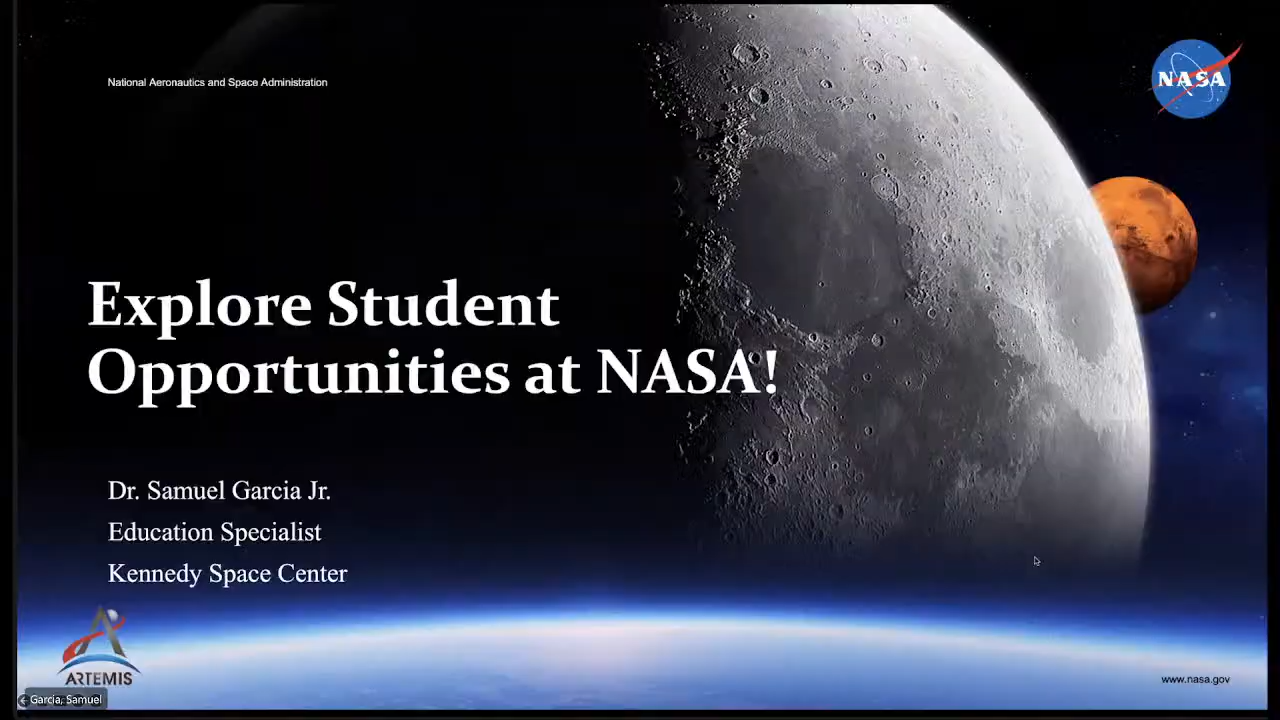 National Aeronautics and Space Administration
NASA
Explore Student
Opportunities at NASA!
Dr. Samuel Garcia Jr.
Education Specialist
Kennedy Space Center
ARTEMIS
www.nasa.gov
Garcia, Samuel